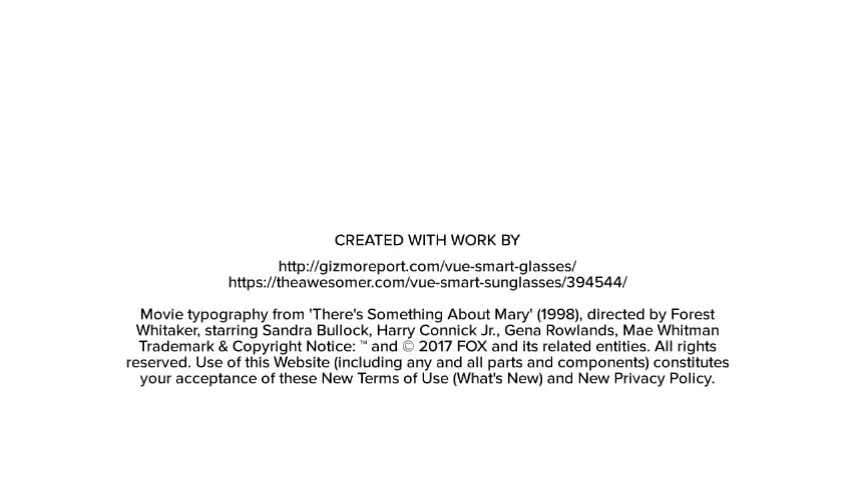 CREATED WITH WORK BY
http://gizmoreport.com/vue-smart-glasses/
https://theawesomer.com/vue-smart-sunglasses/394544/
Movie typography from 'There's Something About Mary' (1998), directed by Forest
Whitaker, starring Sandra Bullock, Harry Connick Jr., Gena Rowlands, Mae Whitman
Trademark & Copyright Notice: ™ and © 2017 FOX and its related entities. All rights
reserved. Use of this Website (including any and all parts and components) constitutes
your acceptance of these New Terms of Use (What's New) and New Privacy Policy.